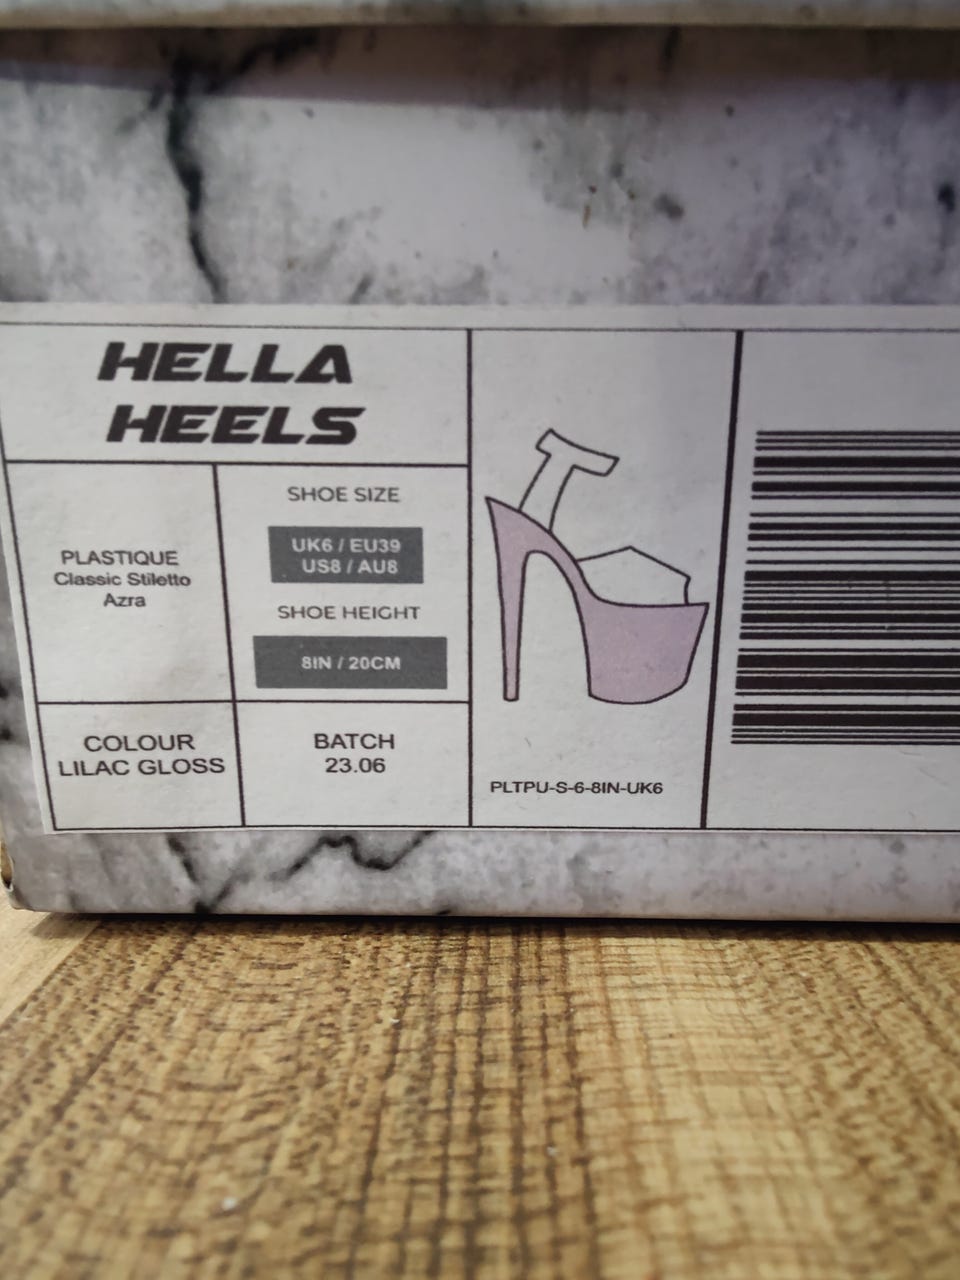 HELLA
HEELS
PLASTIQUE
Classic Stiletto
Azra
SHOE SIZE
UK6 / EU39
US8 / AU8
SHOE HEIGHT
8IN / 20CM
COLOUR
LILAC GLOSS
BATCH
23.06
PLTPU-S-6-8IN-UK6